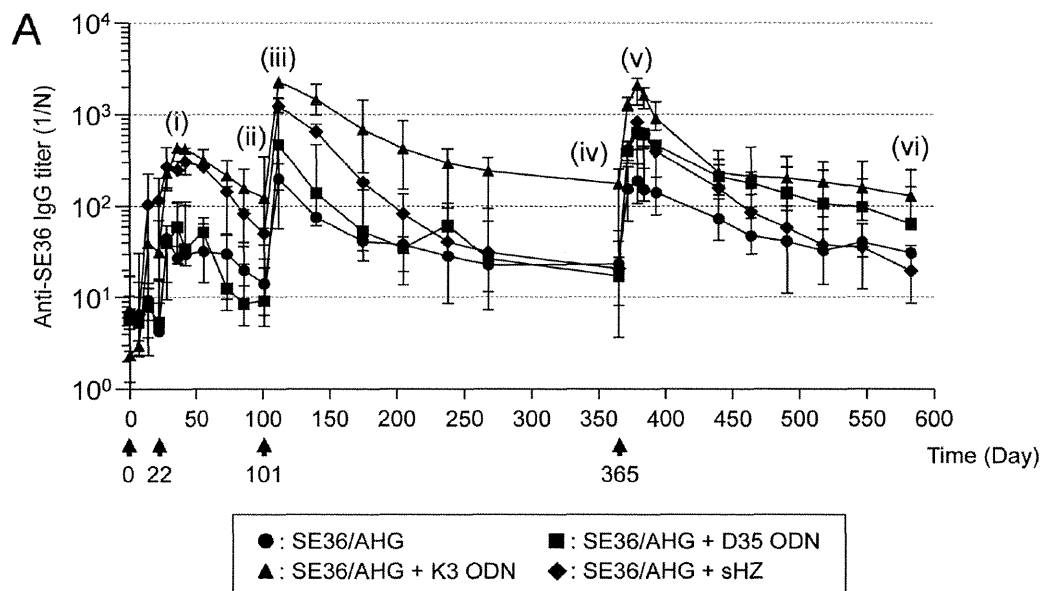 A
Anti-SE36 IgG titer (1/N)
10⁴
10³
10²
10¹
10⁰
(i)
(ii)
(iii)
(iv)
(v)
(vi)
0 50 100 150 200 250 300 350 400 450 500 550 600
0 22 101 365
Time (Day)
: SE36/AHG
: SE36/AHG + D35 ODN
: SE36/AHG + K3 ODN
: SE36/AHG + sHZ